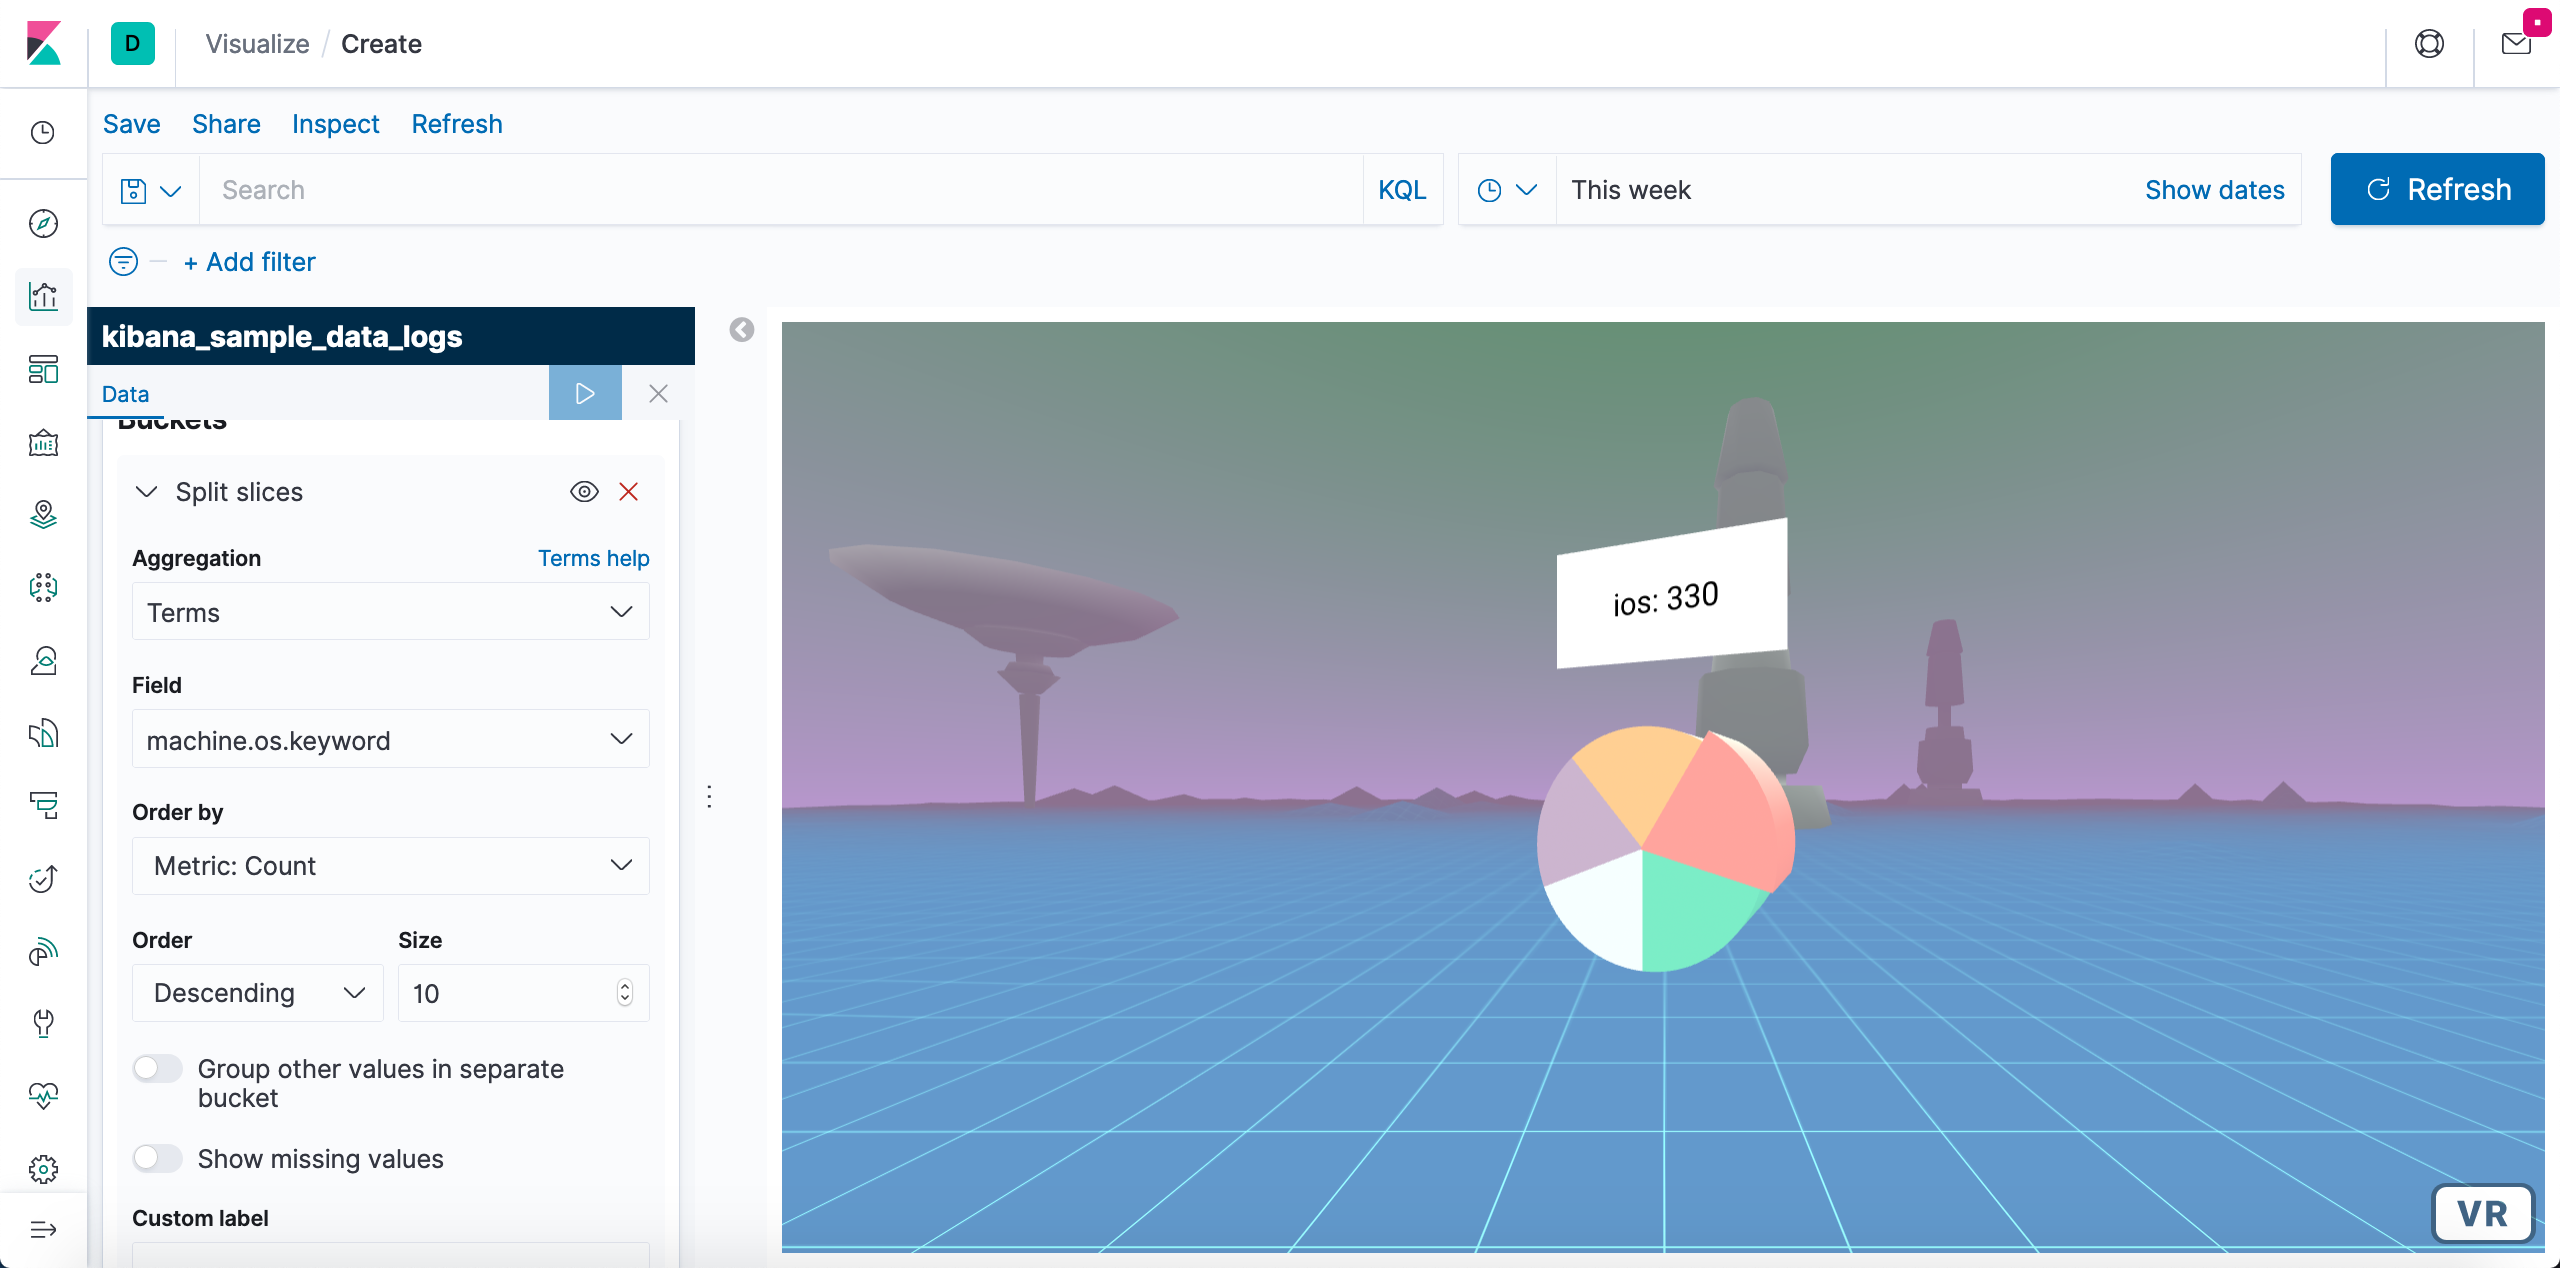 D
Visualize / Create
Save Share Inspect Refresh
Search
KQL
This week
Show dates
Refresh
+ Add filter
kibana_sample_data_logs
Data
Buckets
Split slices
Aggregation
Terms help
Terms
Field
machine.os.keyword
Order by
Metric: Count
Order
Size
Descending
10
Group other values in separate
bucket
Show missing values
Custom label
ios: 330
VR